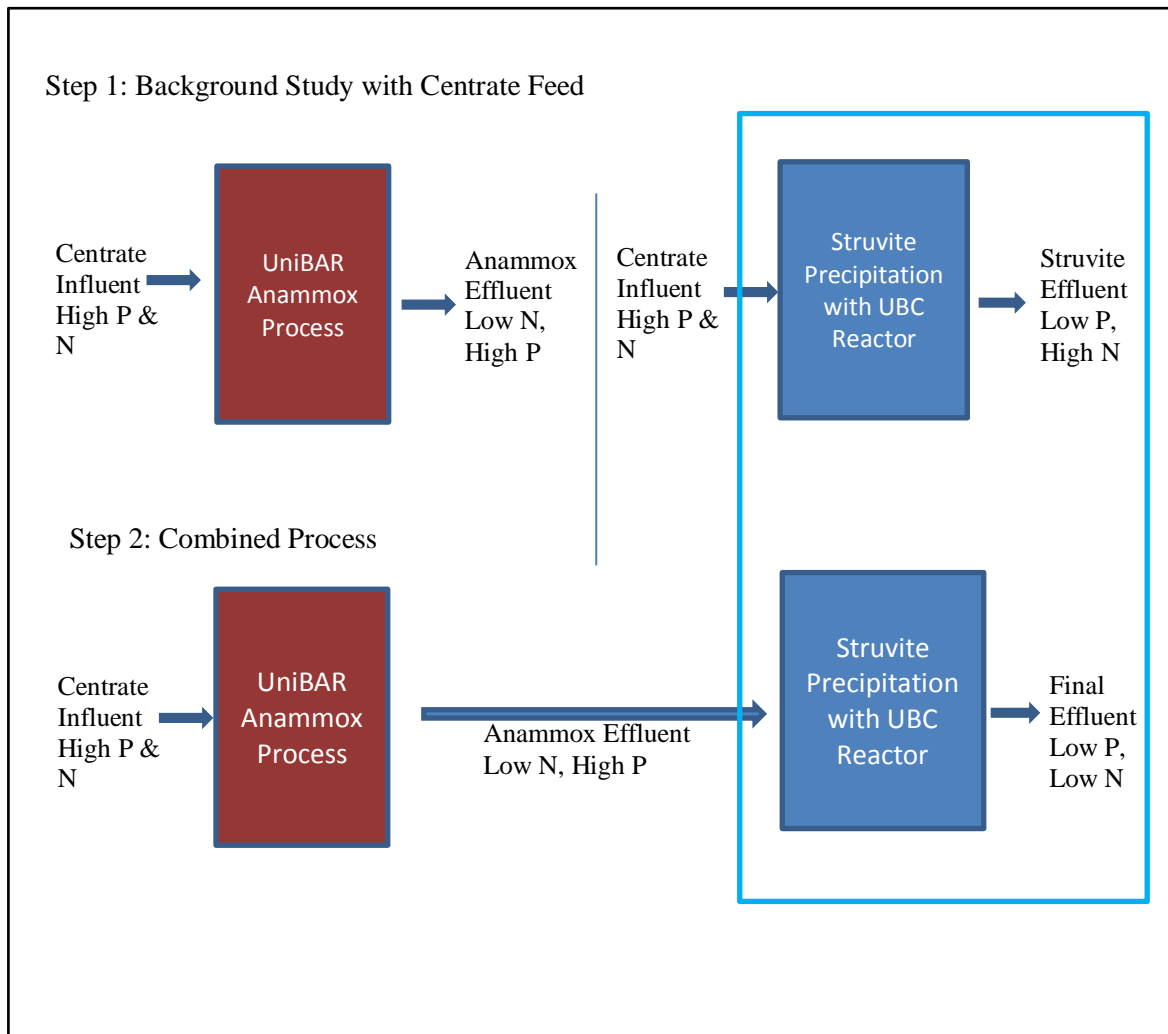 Step 1: Background Study with Centrate Feed
Centrate
Influent
High P &
N
UniBAR
Anammox
Process
Anammox
Effluent
Low N,
High P
Centrate
Influent
High P &
N
Struvite
Precipitation
with UBC
Reactor
Struvite
Effluent
Low P,
High N
Step 2: Combined Process
Centrate
Influent
High P &
N
UniBAR
Anammox
Process
Anammox Effluent
Low N, High P
Struvite
Precipitation
with UBC
Reactor
Final
Effluent
Low P,
Low N